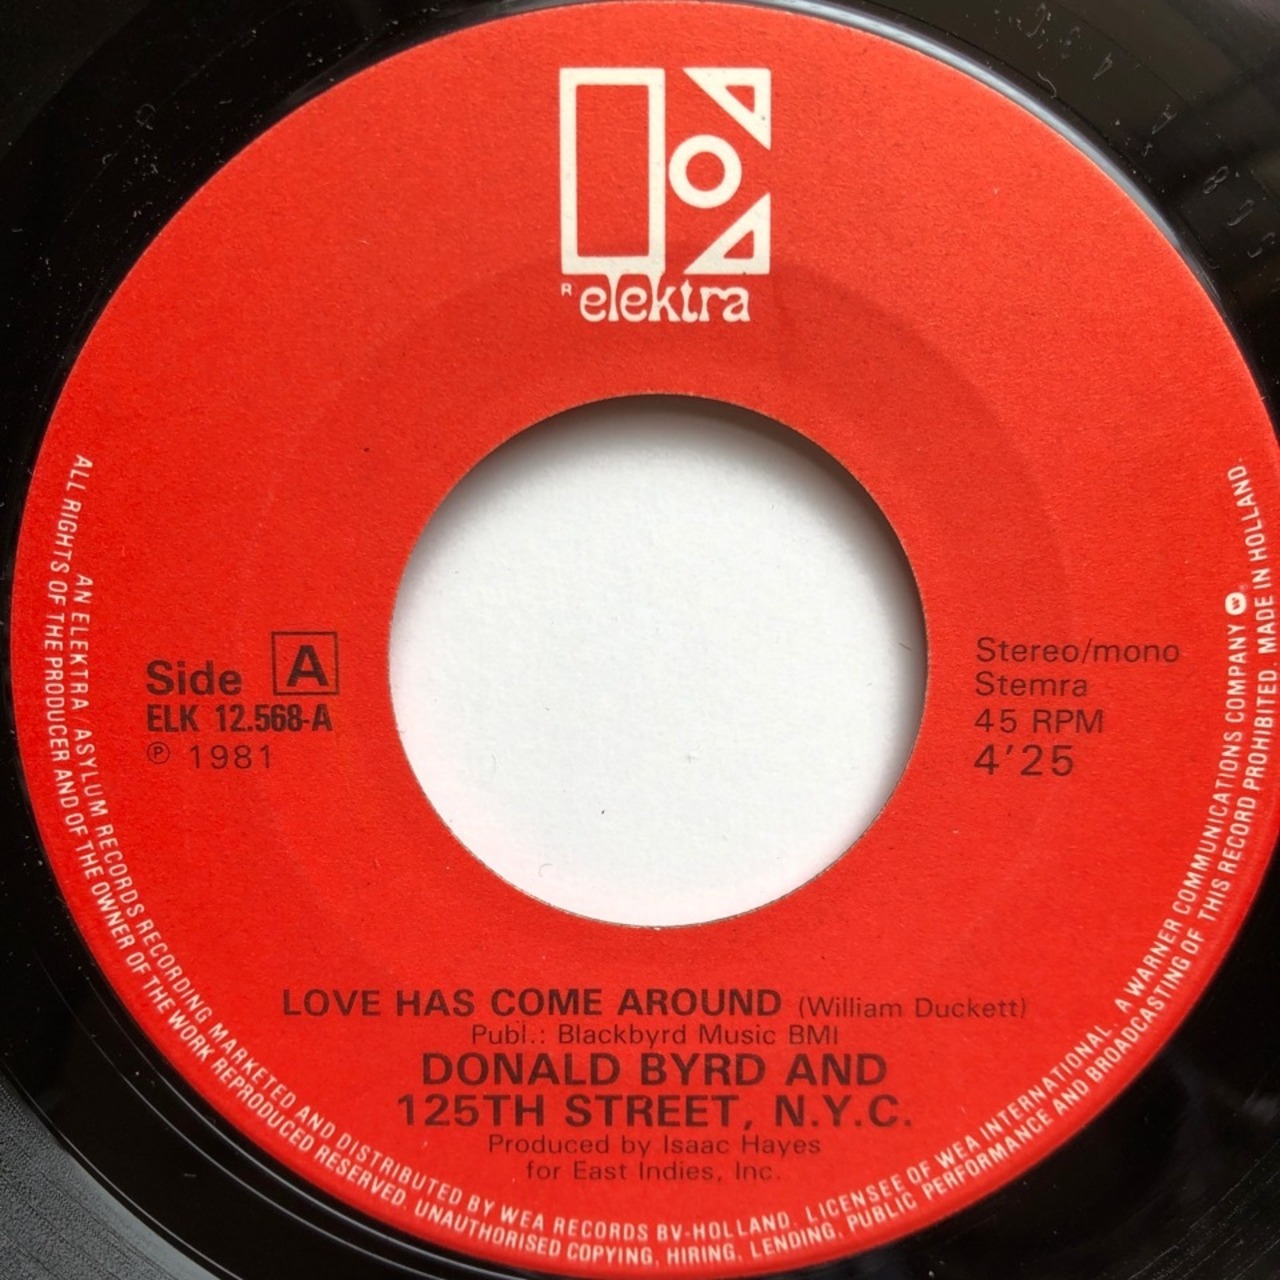 R elektra
Side A
ELK 12.568-A
℗ 1981
Stereo/mono
Stemra
45 RPM
4'25
LOVE HAS COME AROUND (William Duckett)
Publ.: Blackbyrd Music BMI
DONALD BYRD AND
125TH STREET, N.Y.C.
Produced by Isaac Hayes
for East Indies, Inc.
AN ELEKTRA / ASYLUM RECORDS RECORDING MARKETED AND DISTRIBUTED BY WEA RECORDS BV-HOLLAND. LICENSEE OF WEA INTERNATIONAL. A WARNER COMMUNICATIONS COMPANY W
ALL RIGHTS OF THE PRODUCER AND OF THE OWNER OF THE WORK REPRODUCED RESERVED. UNAUTHORISED COPYING, HIRING, LENDING, PUBLIC PERFORMANCE AND BROADCASTING OF THIS RECORD PROHIBITED. MADE IN HOLLAND.